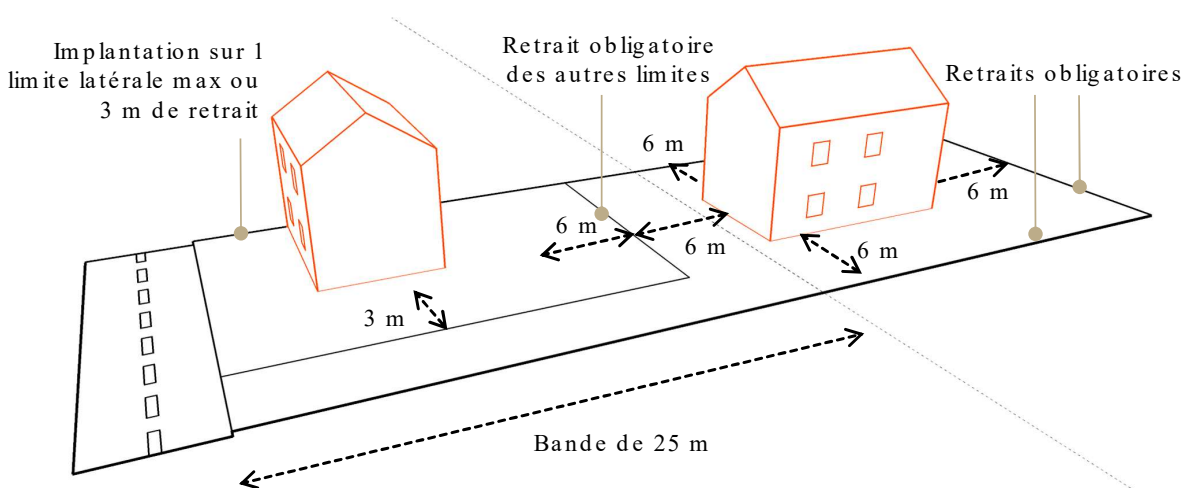 Implantation sur 1
limite latérale max ou
3 m de retrait
Retrait obligatoire
des autres limites
Retraits obligatoires
6 m
6 m
6 m
6 m
6 m
3 m
Bande de 25 m